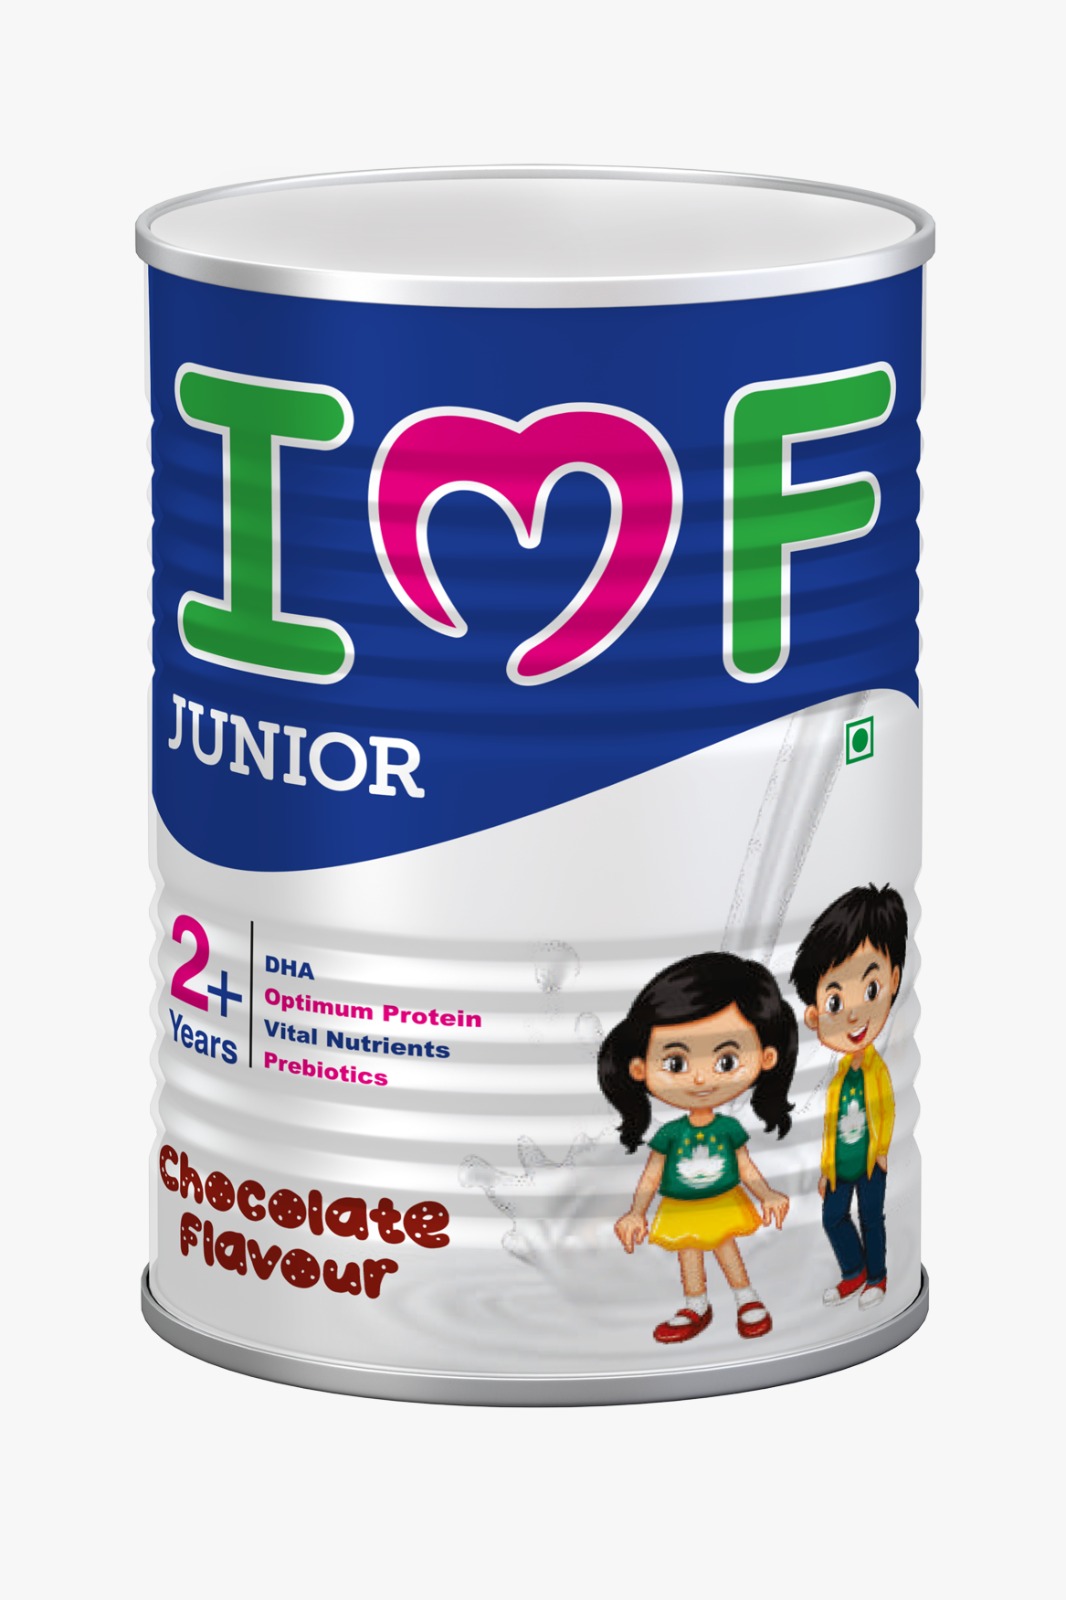 IMF
JUNIOR
2+
Years
DHA
Optimum Protein
Vital Nutrients
Prebiotics
Chocolate
Flavour